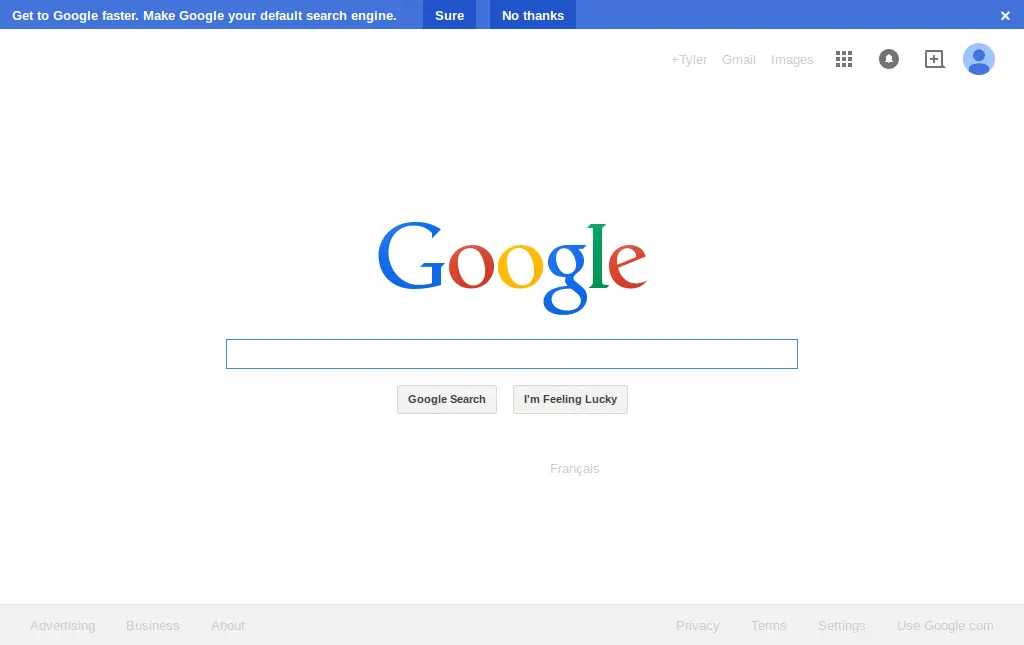 Get to Google faster. Make Google your default search engine. Sure No thanks ×
+Tyler Gmail Images
Google
Google Search I'm Feeling Lucky
Français
Advertising Business About Privacy Terms Settings Use Google.com